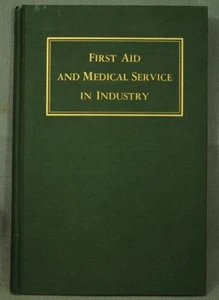 FIRST AID
AND MEDICAL SERVICE
IN INDUSTRY